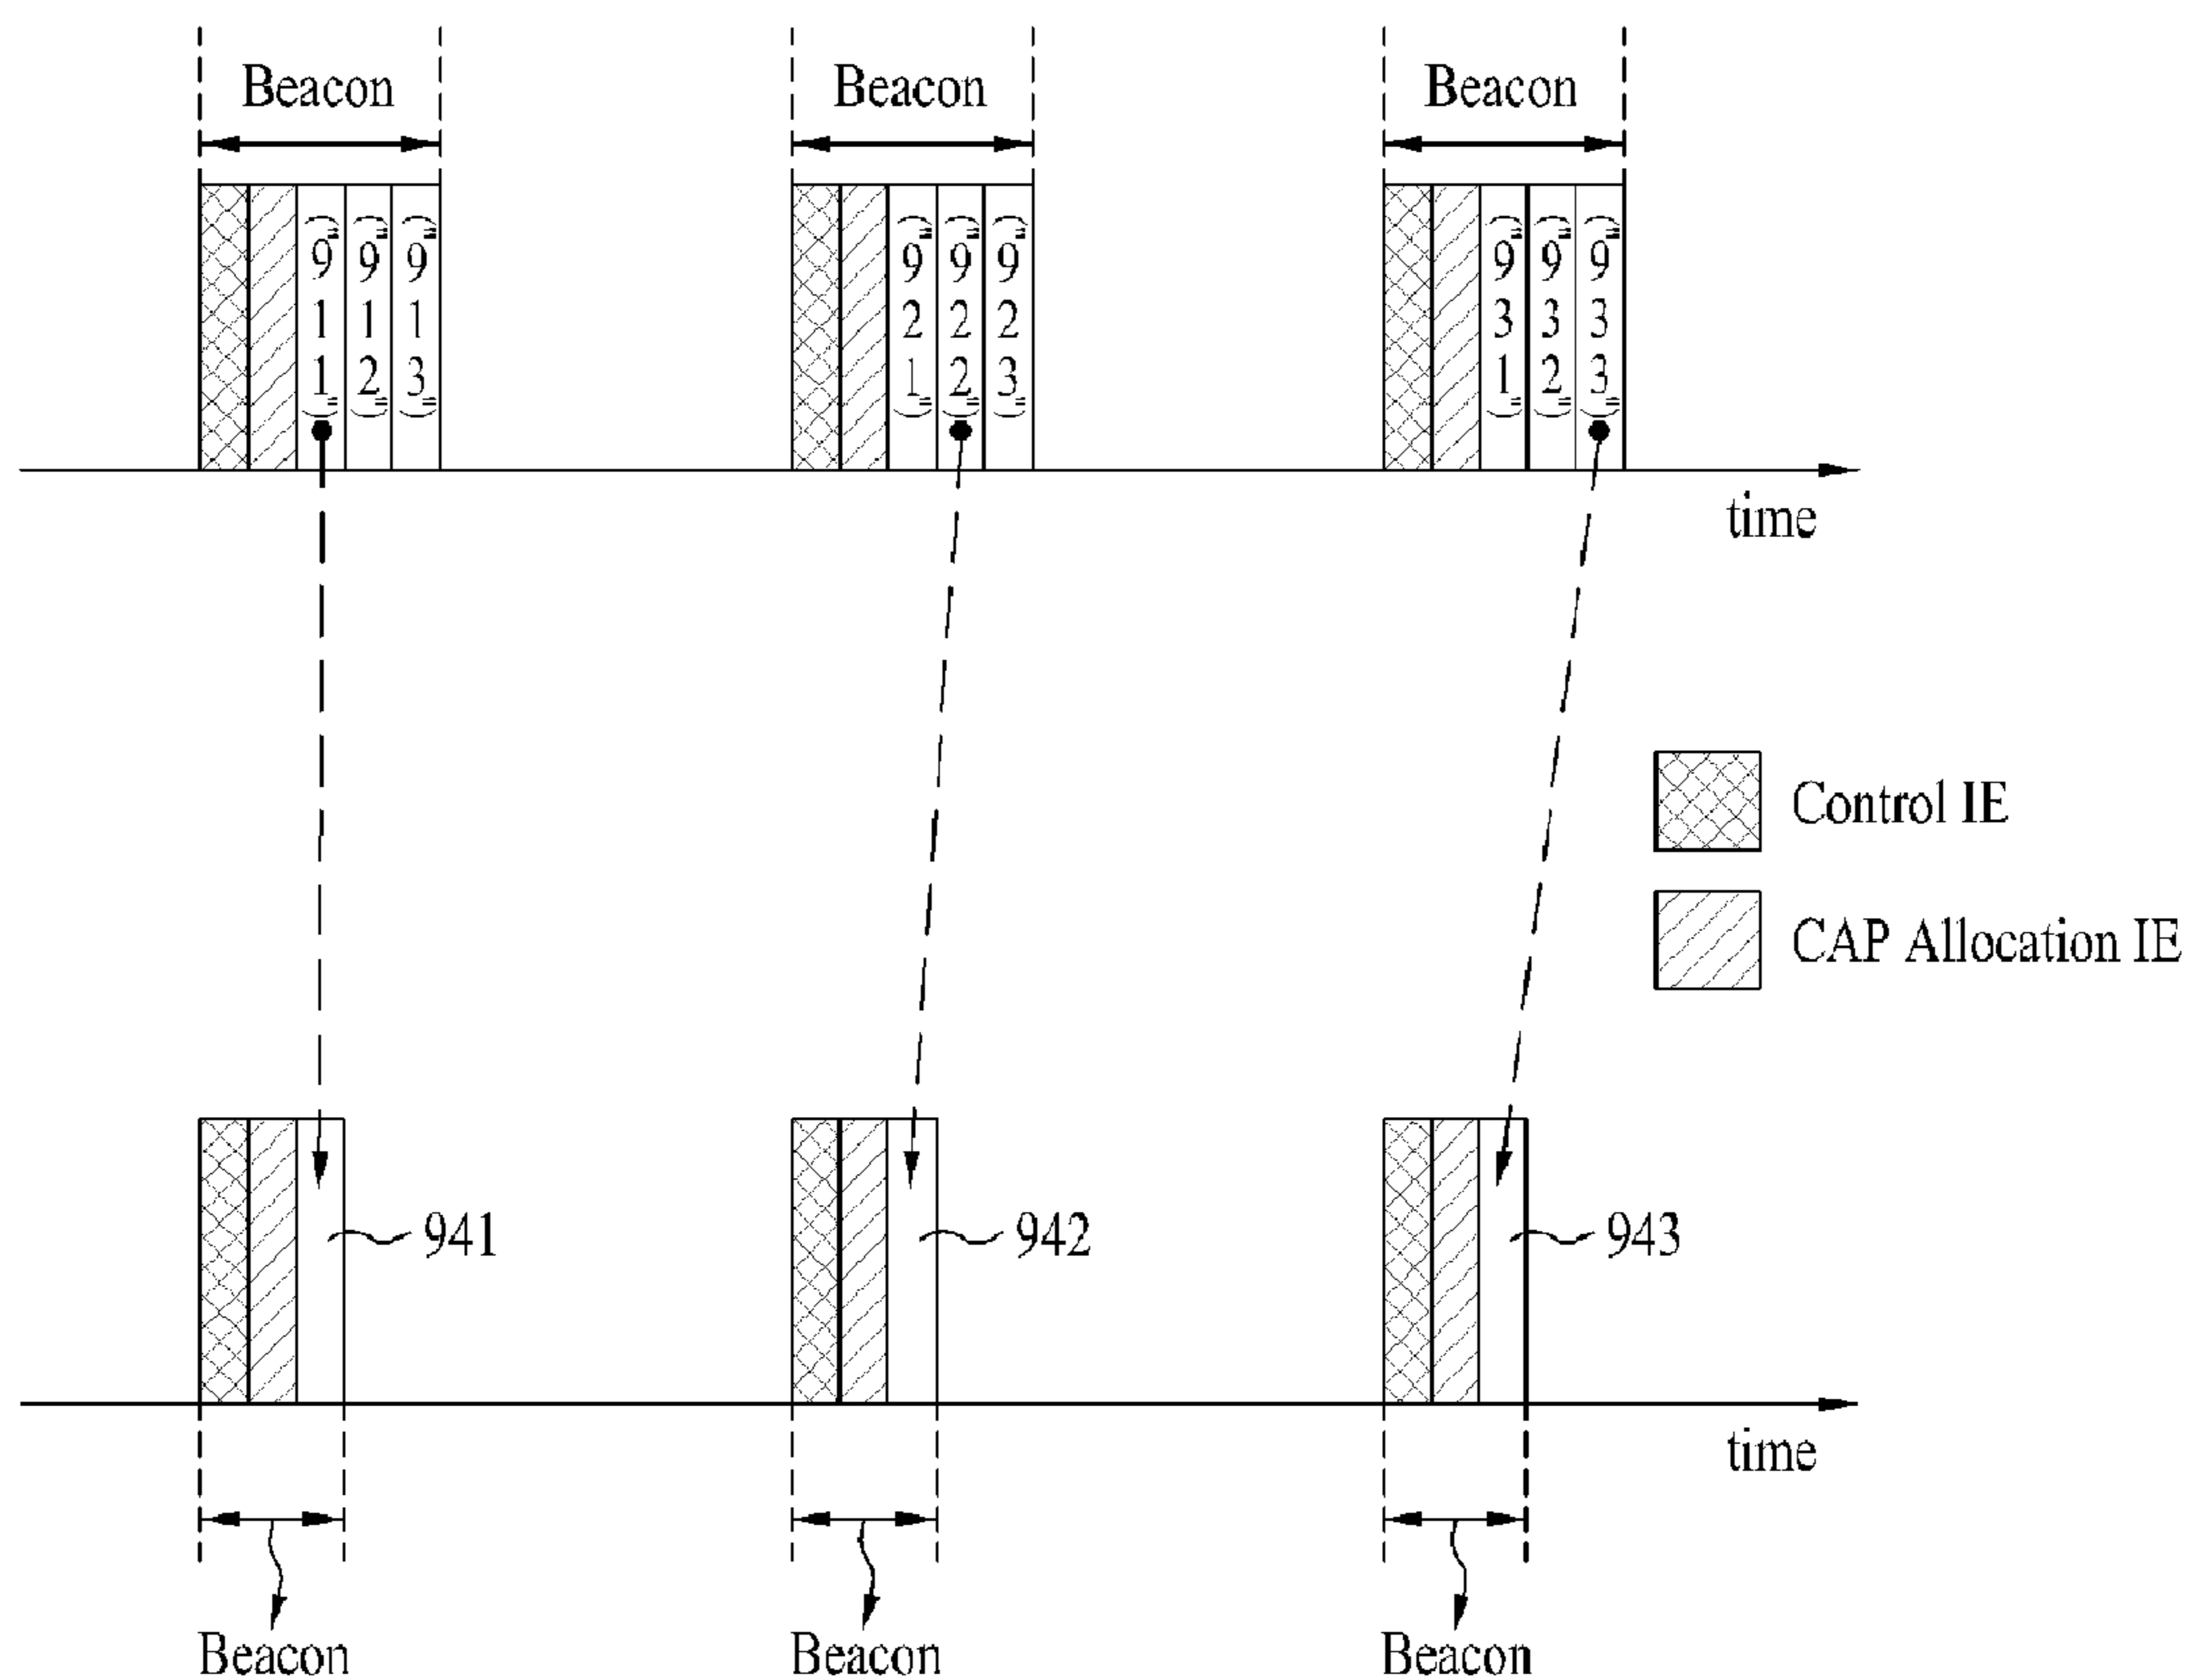 Beacon
Beacon
Beacon
(911)
(912)
(913)
(921)
(922)
(923)
(931)
(932)
(933)
time
Control IE
CAP Allocation IE
941
942
943
time
Beacon
Beacon
Beacon